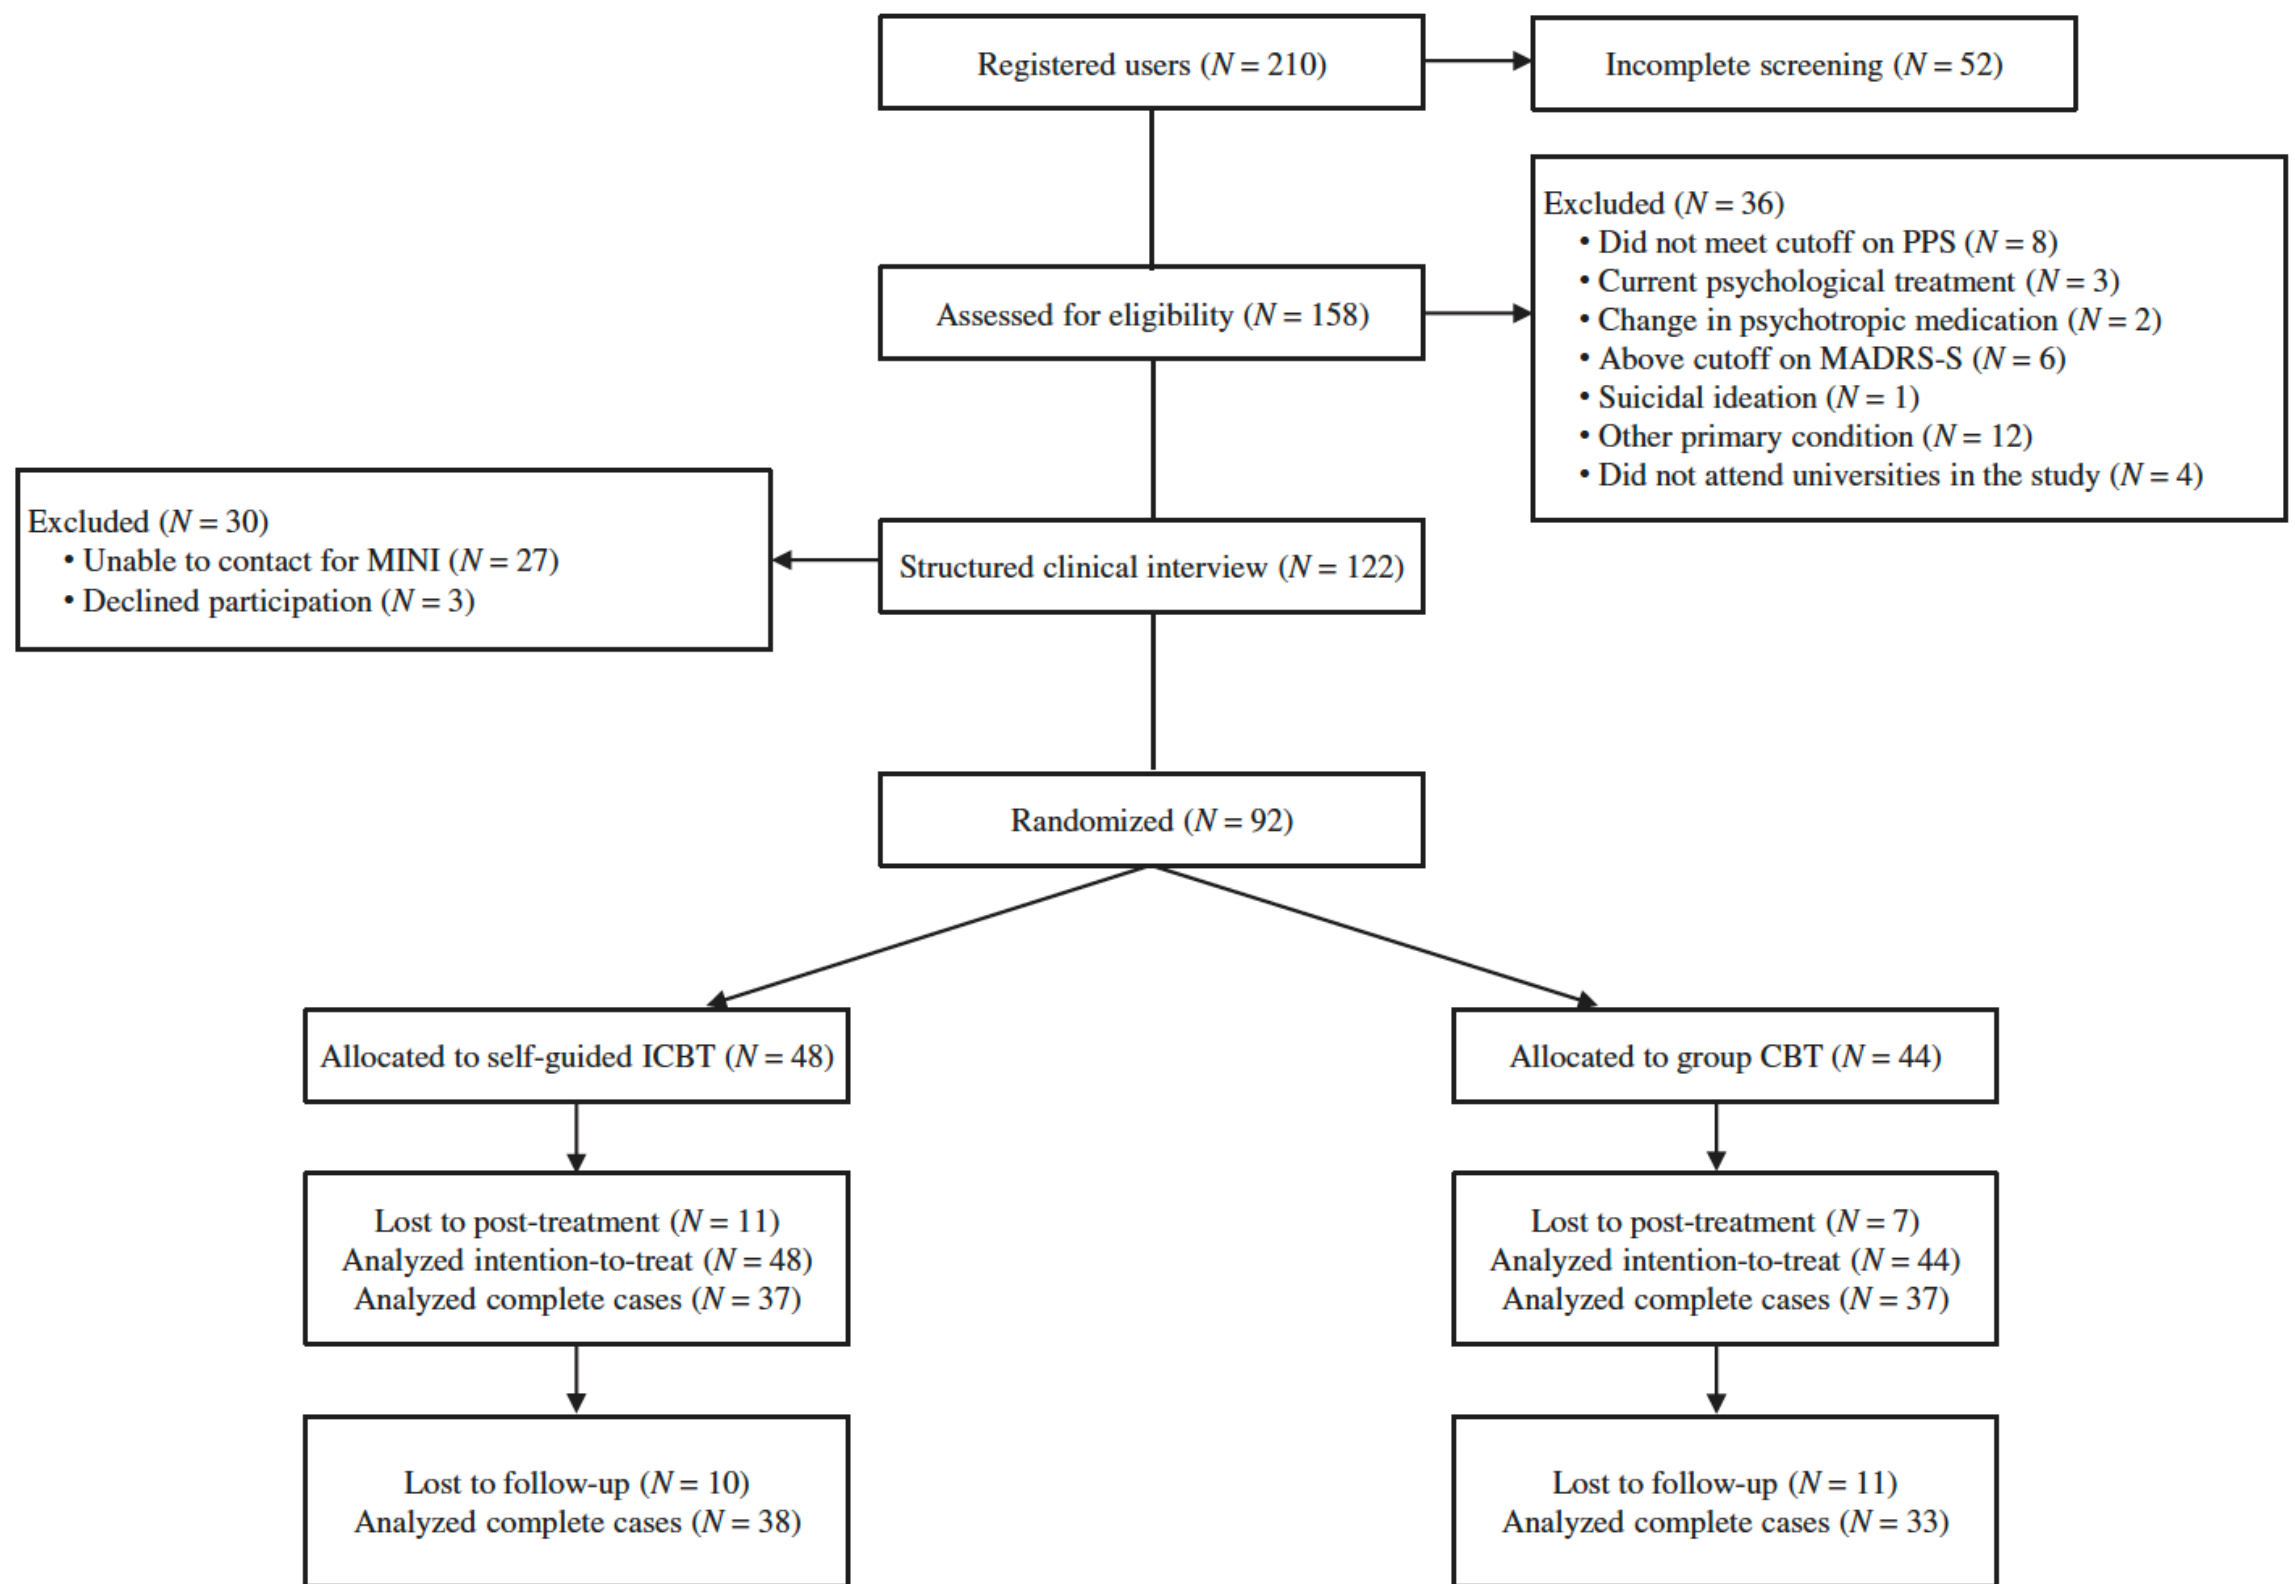 Registered users (N = 210)
Incomplete screening (N = 52)
Excluded (N = 36)
• Did not meet cutoff on PPS (N = 8)
• Current psychological treatment (N = 3)
• Change in psychotropic medication (N = 2)
• Above cutoff on MADRS-S (N = 6)
• Suicidal ideation (N = 1)
• Other primary condition (N = 12)
• Did not attend universities in the study (N = 4)
Assessed for eligibility (N = 158)
Excluded (N = 30)
• Unable to contact for MINI (N = 27)
• Declined participation (N = 3)
Structured clinical interview (N = 122)
Randomized (N = 92)
Allocated to self-guided ICBT (N = 48)
Lost to post-treatment (N = 11)
Analyzed intention-to-treat (N = 48)
Analyzed complete cases (N = 37)
Lost to follow-up (N = 10)
Analyzed complete cases (N = 38)
Allocated to group CBT (N = 44)
Lost to post-treatment (N = 7)
Analyzed intention-to-treat (N = 44)
Analyzed complete cases (N = 37)
Lost to follow-up (N = 11)
Analyzed complete cases (N = 33)